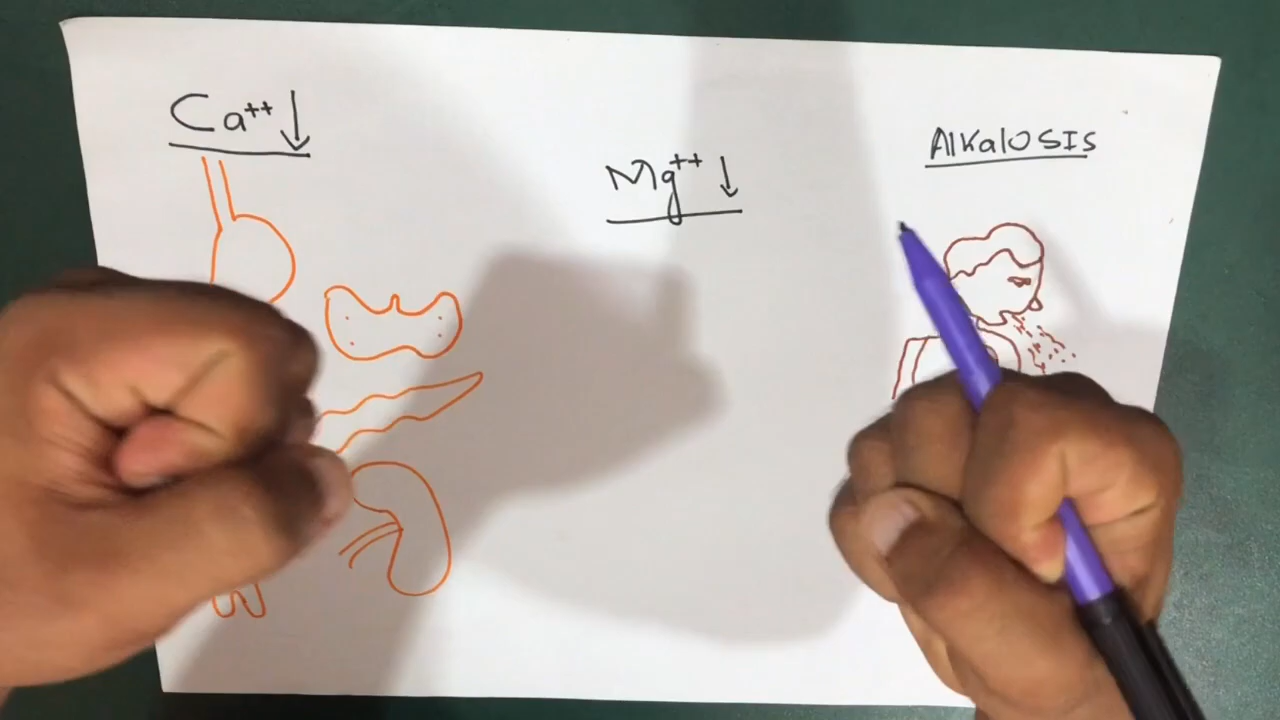 Ca++ ↓
Mg++ ↓
AlKalOSIS